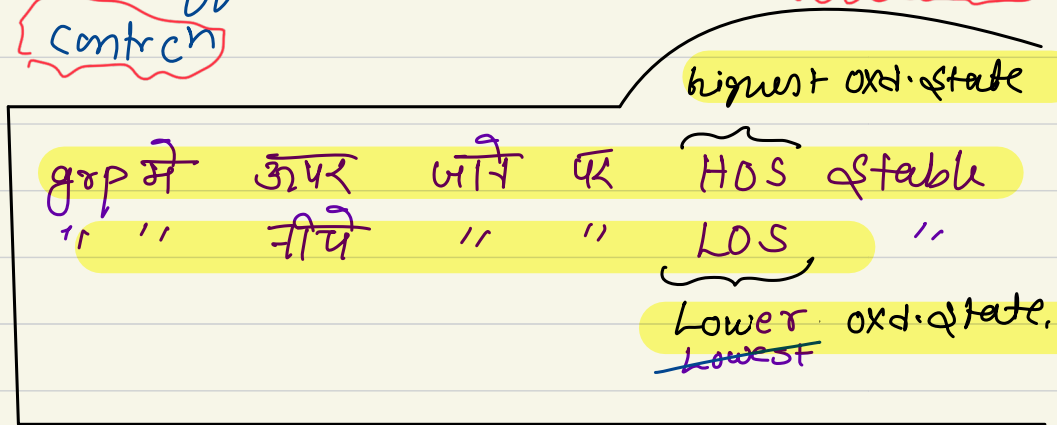 Contrcn
highest oxd. state
grp में ऊपर जाने पर HOS stable
" " नीचे " " LOS "
Lower oxd. state.
Lowest